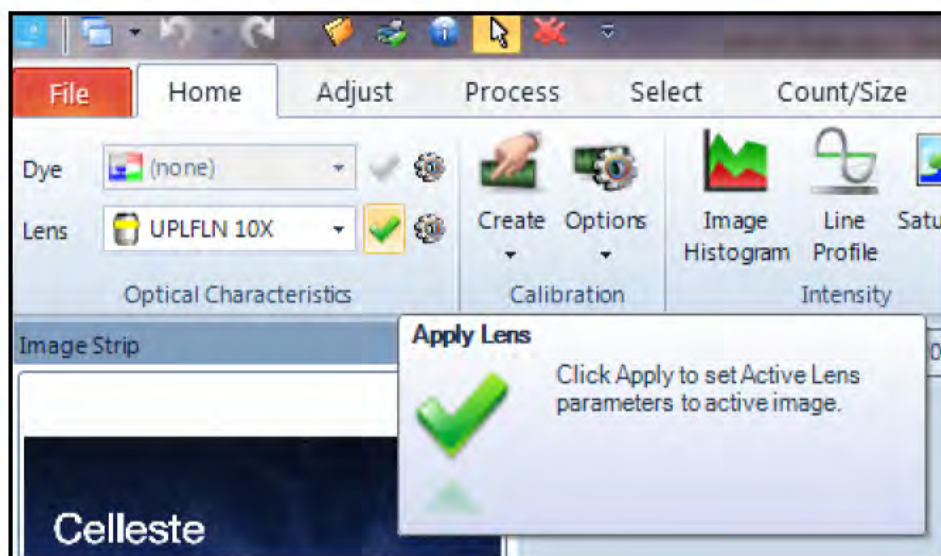 File Home Adjust Process Select Count/Size
Dye (none)
Lens UPLFLN 10X
Create Options
Image Histogram
Line Profile
Optical Characteristics Calibration Intensity
Image Strip
Apply Lens
Click Apply to set Active Lens
parameters to active image.
Celleste